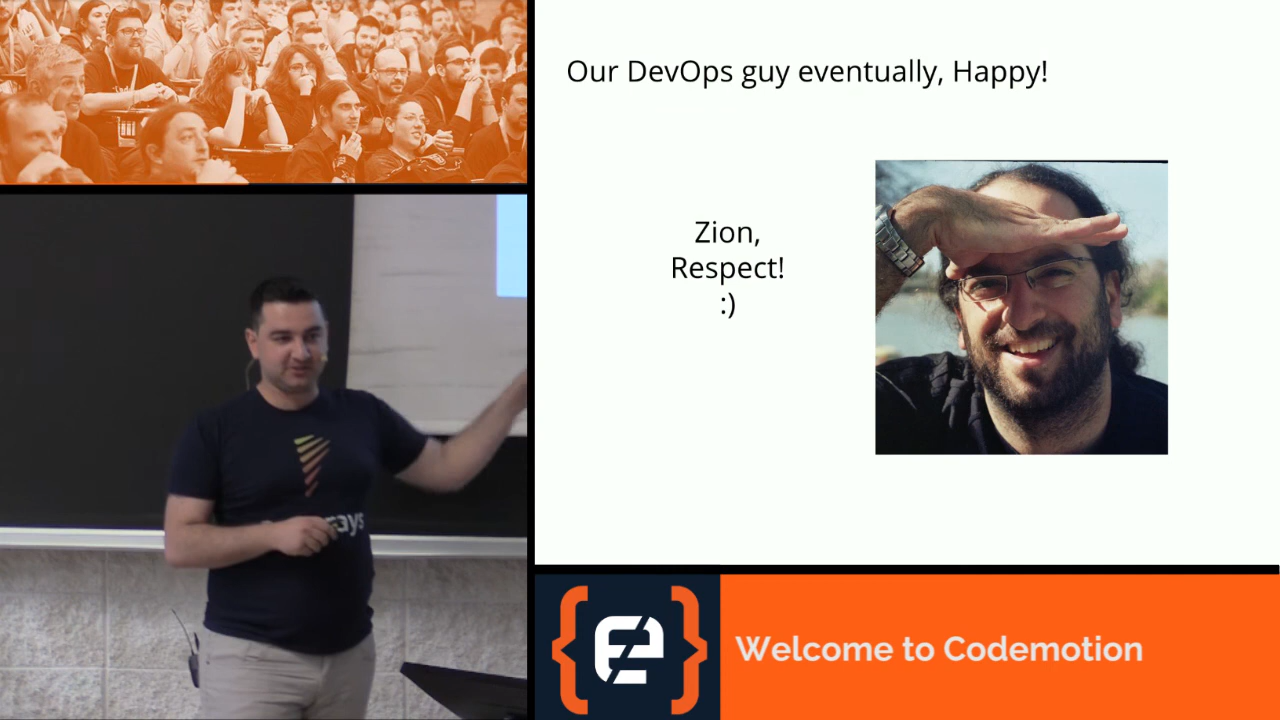 Our DevOps guy eventually, Happy!
Zion,
Respect!
:)
Welcome to Codemotion